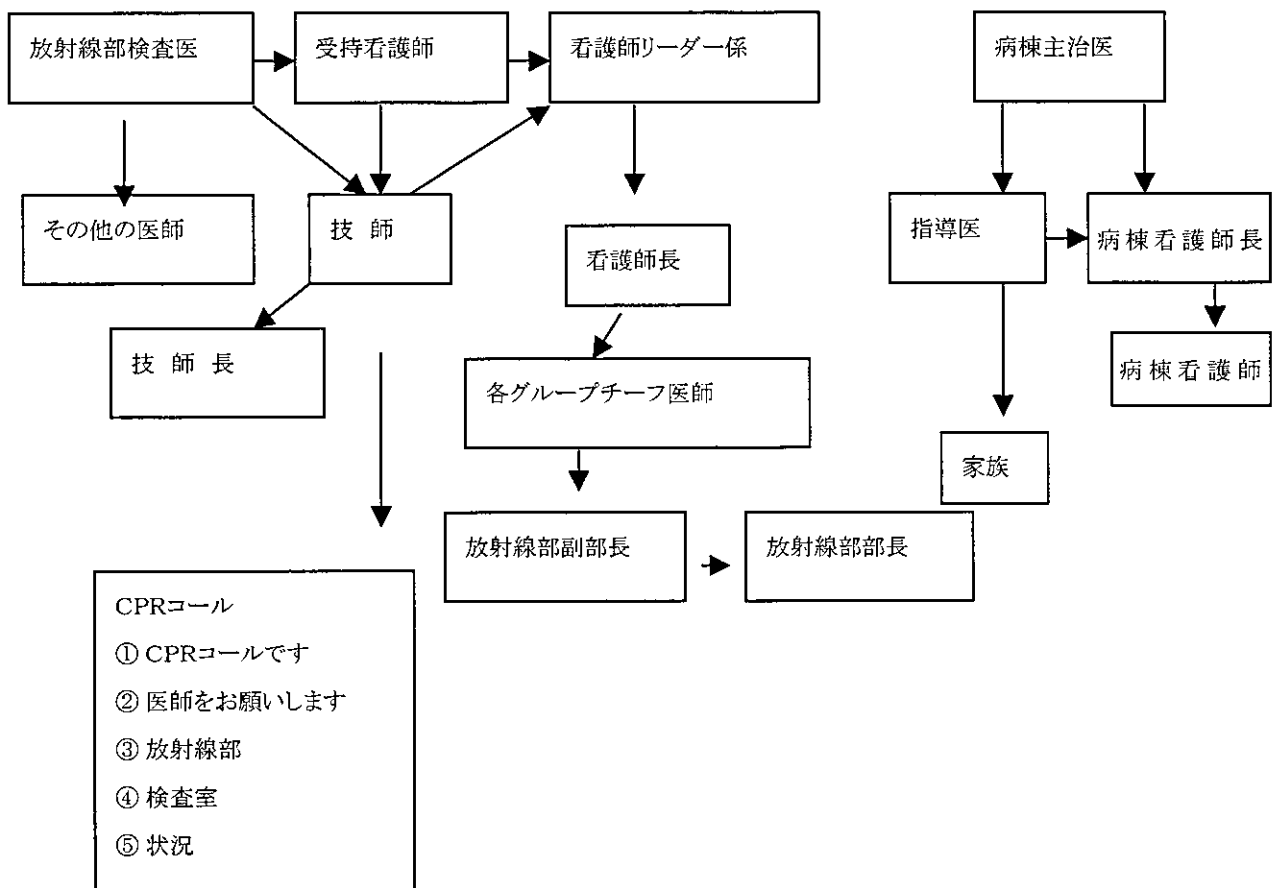 放射線部検査医
受持看護師
看護師リーダー係
病棟主治医
その他の医師
技 師
看護師長
指導医
病棟看護師長
技 師 長
各グループチーフ医師
病棟看護師
家族
放射線部副部長
放射線部部長
CPRコール
① CPRコールです
② 医師をお願いします
③ 放射線部
④ 検査室
⑤ 状況